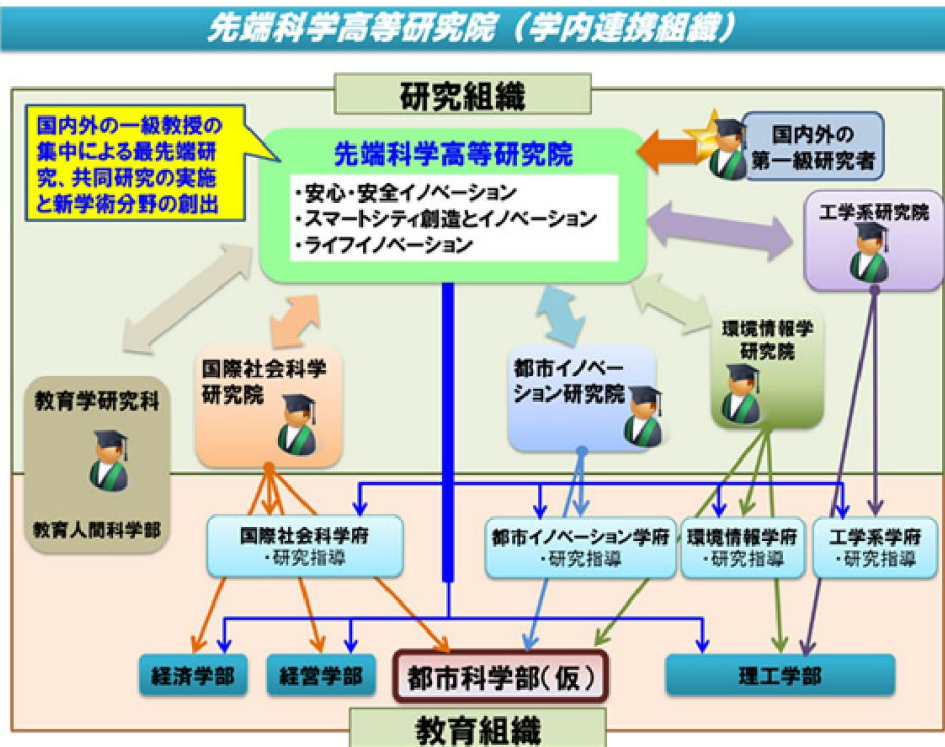 先端科学高等研究院（学内連携組織）
研究組織
国内外の一級教授の
集中による最先端研
究、共同研究の実施
と新学術分野の創出
先端科学高等研究院
・安心・安全イノベーション
・スマートシティ創造とイノベーション
・ライフイノベーション
国内外の
第一級研究者
工学系研究院
環境情報学
研究院
都市イノベー
ション研究院
国際社会科学
研究院
教育学研究科
教育人間科学部
国際社会科学府
・研究指導
都市イノベーション学府
・研究指導
環境情報学府
・研究指導
工学系学府
・研究指導
経済学部
経営学部
都市科学部（仮）
理工学部
教育組織